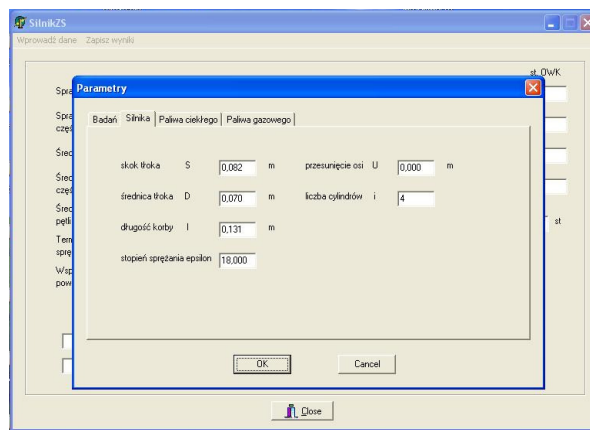 SilnikZS
Wprowadź dane Zapisz wyniki
st. OWK
Parametry
Badań Silnika Paliwa ciekłego Paliwa gazowego
skok tłoka S 0,082 m przesunięcie osi U 0,000 m
średnica tłoka D 0,070 m liczba cylindrów i 4
długość korby l 0,131 m
stopień sprężania epsilon 18,000
st
OK Cancel
Close